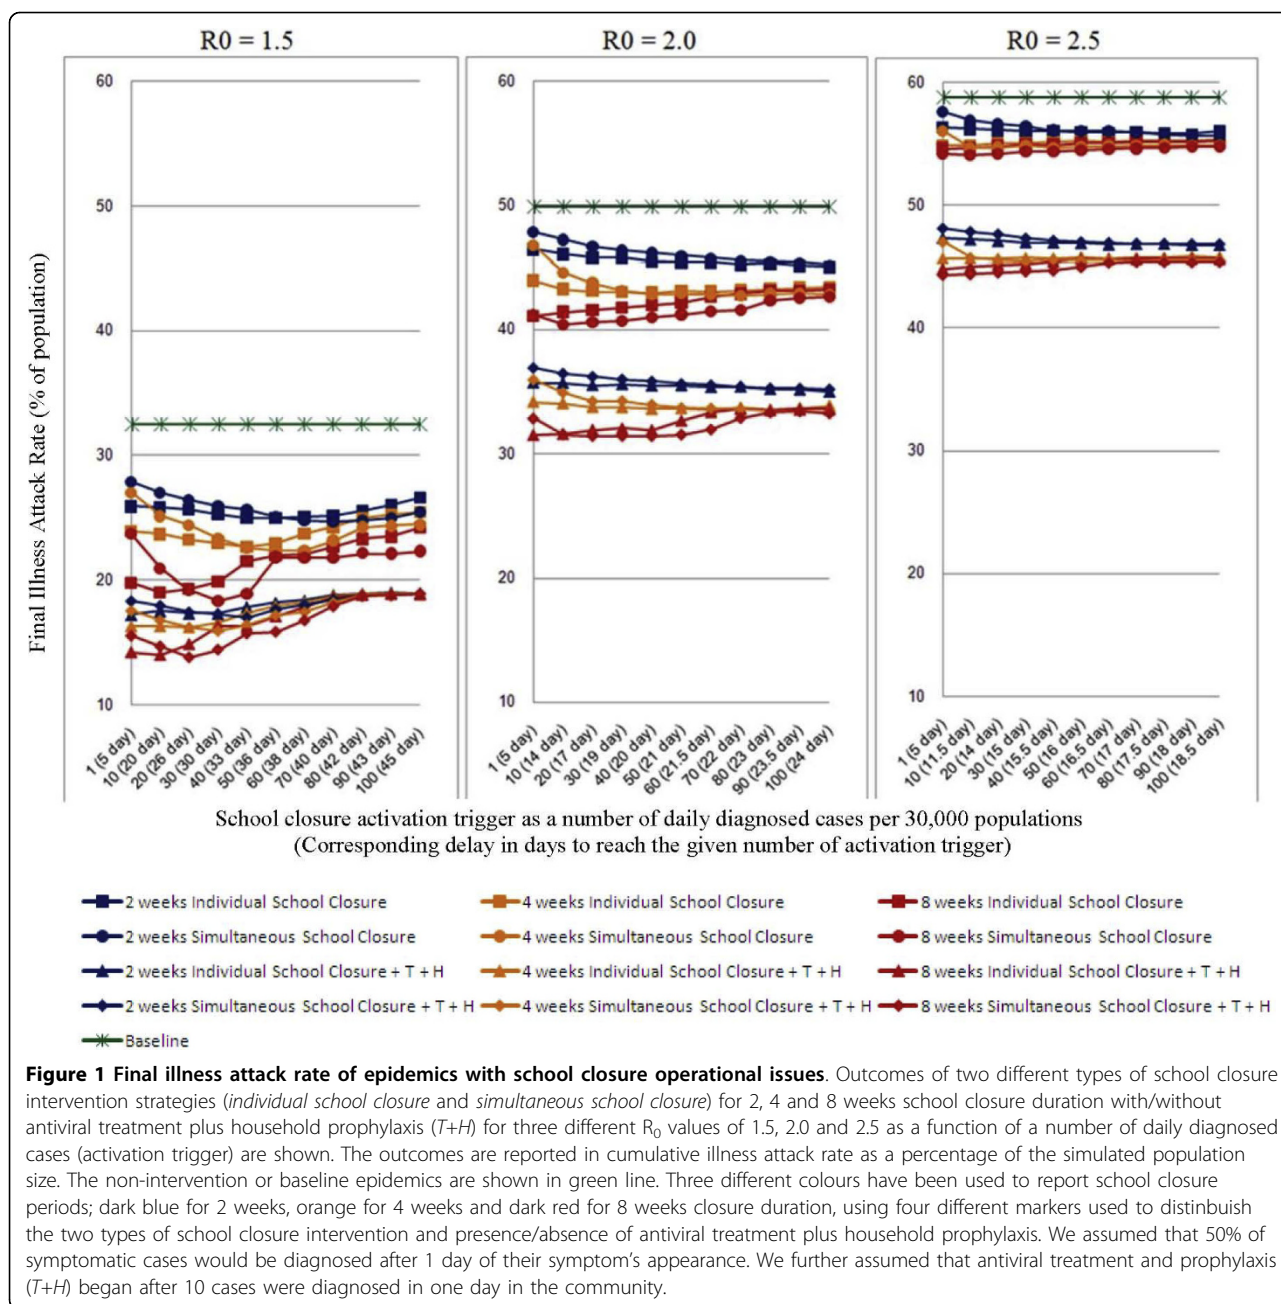 R0 = 1.5
R0 = 2.0
R0 = 2.5
Final Illness Attack Rate (% of population)
60
50
40
30
20
10
1 (5 day)
10 (20 day)
20 (26 day)
30 (30 day)
40 (33 day)
50 (36 day)
60 (38 day)
70 (40 day)
80 (42 day)
90 (43 day)
100 (45 day)
60
50
40
30
20
10
1 (5 day)
10 (14 day)
20 (17 day)
30 (19 day)
40 (20 day)
50 (21 day)
60 (21.5 day)
70 (22 day)
80 (23 day)
90 (23.5 day)
100 (24 day)
60
50
40
30
20
10
1 (5 day)
10 (11.5 day)
20 (14 day)
30 (15 day)
40 (15.5 day)
50 (16 day)
60 (16.5 day)
70 (17 day)
80 (17.5 day)
90 (18 day)
100 (18.5 day)
School closure activation trigger as a number of daily diagnosed cases per 30,000 populations
(Corresponding delay in days to reach the given number of activation trigger)
2 weeks Individual School Closure
4 weeks Individual School Closure
8 weeks Individual School Closure
2 weeks Simultaneous School Closure
4 weeks Simultaneous School Closure
8 weeks Simultaneous School Closure
2 weeks Individual School Closure + T + H
4 weeks Individual School Closure + T + H
8 weeks Individual School Closure + T + H
2 weeks Simultaneous School Closure + T + H
4 weeks Simultaneous School Closure + T + H
8 weeks Simultaneous School Closure + T + H
Baseline
Figure 1 Final illness attack rate of epidemics with school closure operational issues. Outcomes of two different types of school closure
intervention strategies (individual school closure and simultaneous school closure) for 2, 4 and 8 weeks school closure duration with/without
antiviral treatment plus household prophylaxis (T+H) for three different R0 values of 1.5, 2.0 and 2.5 as a function of a number of daily diagnosed
cases (activation trigger) are shown. The outcomes are reported in cumulative illness attack rate as a percentage of the simulated population
size. The non-intervention or baseline epidemics are shown in green line. Three different colours have been used to report school closure
periods; dark blue for 2 weeks, orange for 4 weeks and dark red for 8 weeks closure duration, using four different markers used to distinbuish
the two types of school closure intervention and presence/absence of antiviral treatment plus household prophylaxis. We assumed that 50% of
symptomatic cases would be diagnosed after 1 day of their symptom's appearance. We further assumed that antiviral treatment and prophylaxis
(T+H) began after 10 cases were diagnosed in one day in the community.